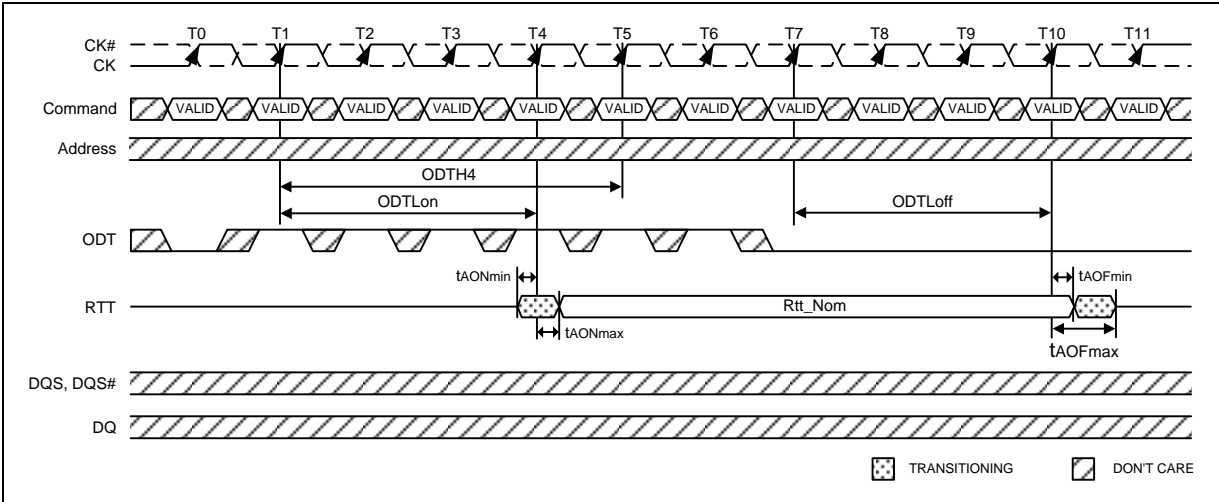 T0 T1 T2 T3 T4 T5 T6 T7 T8 T9 T10 T11
CK#
CK
Command VALID VALID VALID VALID VALID VALID VALID VALID VALID VALID VALID VALID
Address
ODTH4
ODTLon ODTLoff
ODT
tAONmin tAOFmin
RTT Rtt_Nom
tAONmax
tAOFmax
DQS, DQS#
DQ
TRANSITIONING DON'T CARE